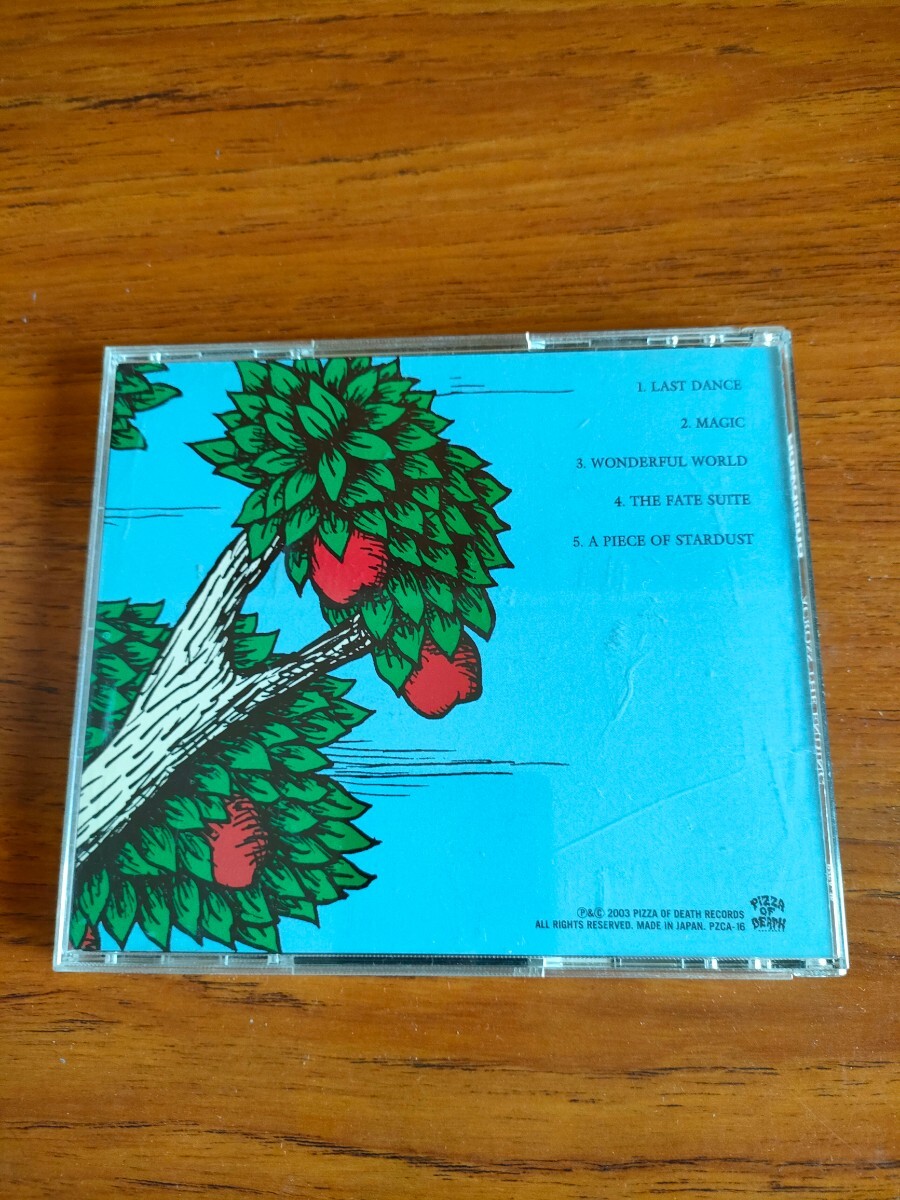 1. LAST DANCE
2. MAGIC
3. WONDERFUL WORLD
4. THE FATE SUITE
5. A PIECE OF STARDUST
Ⓟ&© 2003 PIZZA OF DEATH RECORDS
ALL RIGHTS RESERVED. MADE IN JAPAN. PZCA-16
PIZZA
OF
DEATH